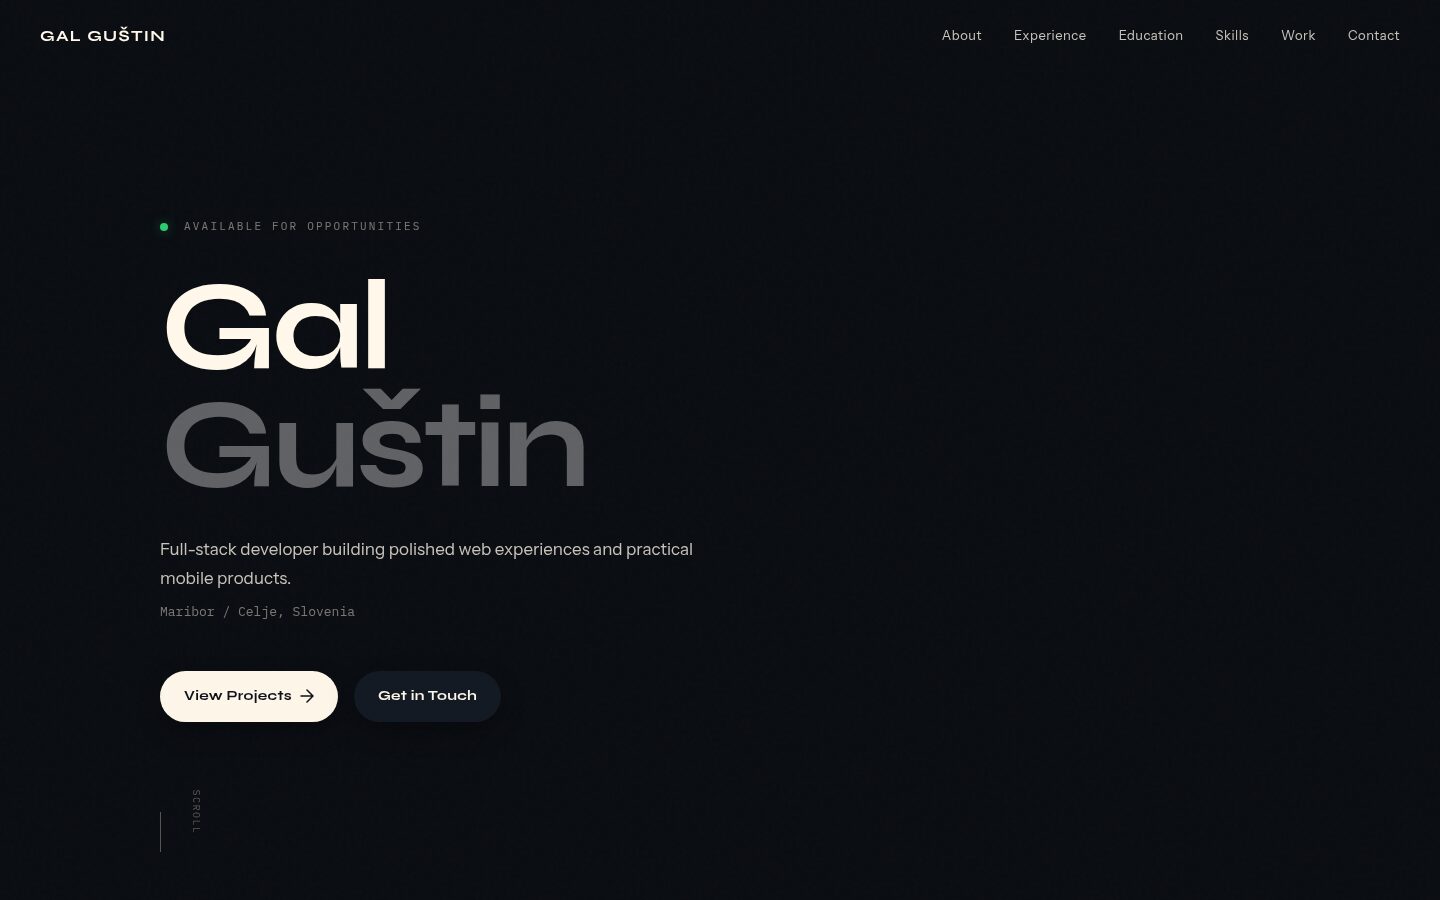 GAL GUŠTIN
About
Experience
Education
Skills
Work
Contact
AVAILABLE FOR OPPORTUNITIES
Gal
Guštin
Full-stack developer building polished web experiences and practical
mobile products.
Maribor / Celje, Slovenia
View Projects →
Get in Touch
SCROLL